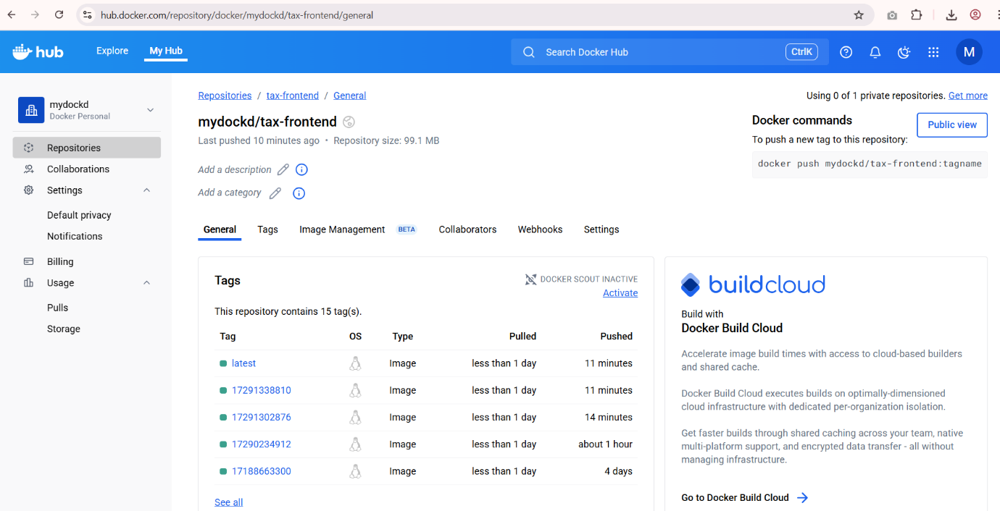 hub.docker.com/repository/docker/mydockd/tax-frontend/general
hub
Explore
My Hub
Search Docker Hub
CtrlK
M
mydockd
Docker Personal
Repositories
Collaborations
Settings
Default privacy
Notifications
Billing
Usage
Pulls
Storage
Repositories / tax-frontend / General
Using 0 of 1 private repositories. Get more
mydockd/tax-frontend
Last pushed 10 minutes ago • Repository size: 99.1 MB
Add a description
Add a category
Docker commands
Public view
To push a new tag to this repository:
docker push mydockd/tax-frontend:tagname
General Tags Image Management BETA Collaborators Webhooks Settings
Tags
DOCKER SCOUT INACTIVE
Activate
This repository contains 15 tag(s).
Tag OS Type Pulled Pushed
latest Image less than 1 day 11 minutes
17291338810 Image less than 1 day 11 minutes
17291302876 Image less than 1 day 14 minutes
17290234912 Image less than 1 day about 1 hour
17188663300 Image less than 1 day 4 days
See all
buildcloud
Build with
Docker Build Cloud
Accelerate image build times with access to cloud-based builders
and shared cache.
Docker Build Cloud executes builds on optimally-dimensioned
cloud infrastructure with dedicated per-organization isolation.
Get faster builds through shared caching across your team, native
multi-platform support, and encrypted data transfer - all without
managing infrastructure.
Go to Docker Build Cloud